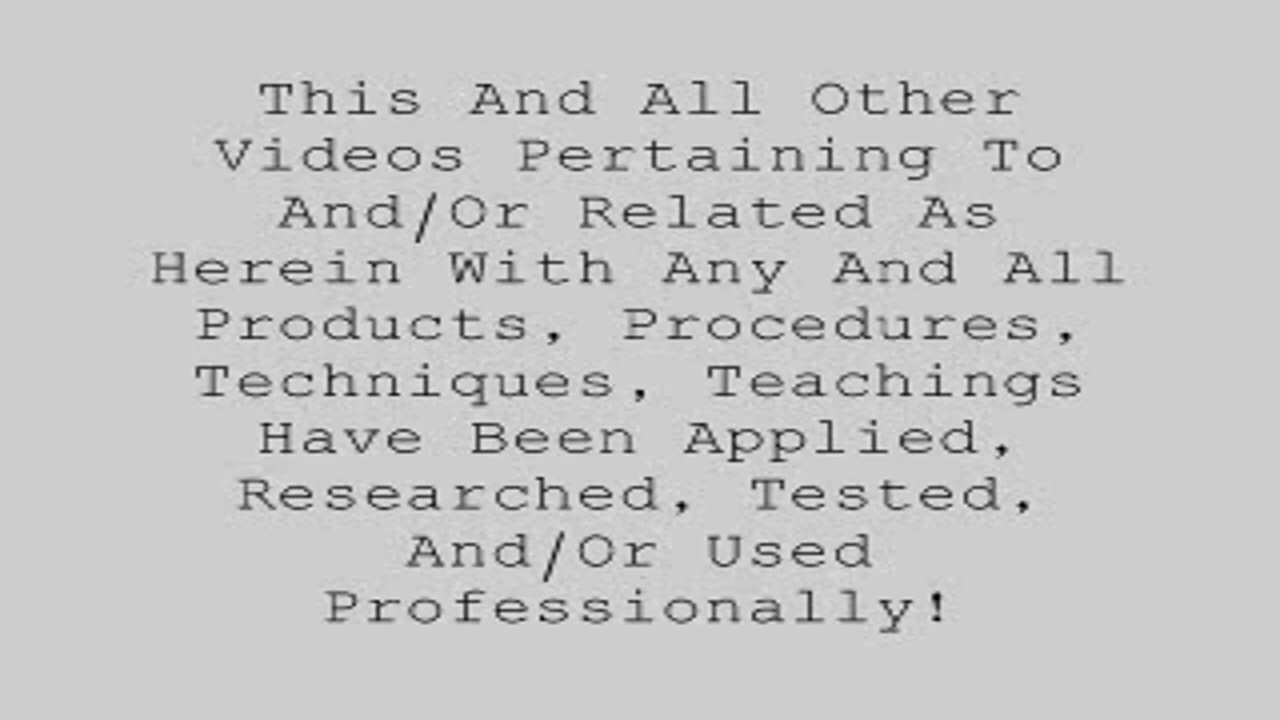 This And All Other
Videos Pertaining To
And/Or Related As
Herein With Any And All
Products, Procedures,
Techniques, Teachings
Have Been Applied,
Researched, Tested,
And/Or Used
Professionally!